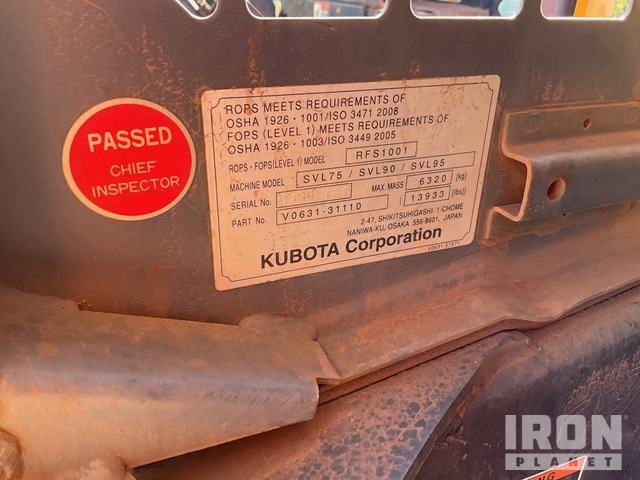 PASSED
CHIEF
INSPECTOR
ROPS MEETS REQUIREMENTS OF
OSHA 1926 · 1001/ISO 3471 2008
FOPS (LEVEL 1) MEETS REQUIREMENTS OF
OSHA 1926 · 1003/ISO 3449 2005
ROPS · FOPS(LEVEL 1) MODEL RFS1001
MACHINE MODEL SVL75 / SVL90 / SVL95
SERIAL No. MAX. MASS 6320 [kg]
PART No. V0631-31110 13933 [lbs]
2-47, SHIKITSUHIGASHI 1-CHOME
NANIWA-KU, OSAKA 556-8601, JAPAN
KUBOTA Corporation
V0631-57571
IRON
PLANET